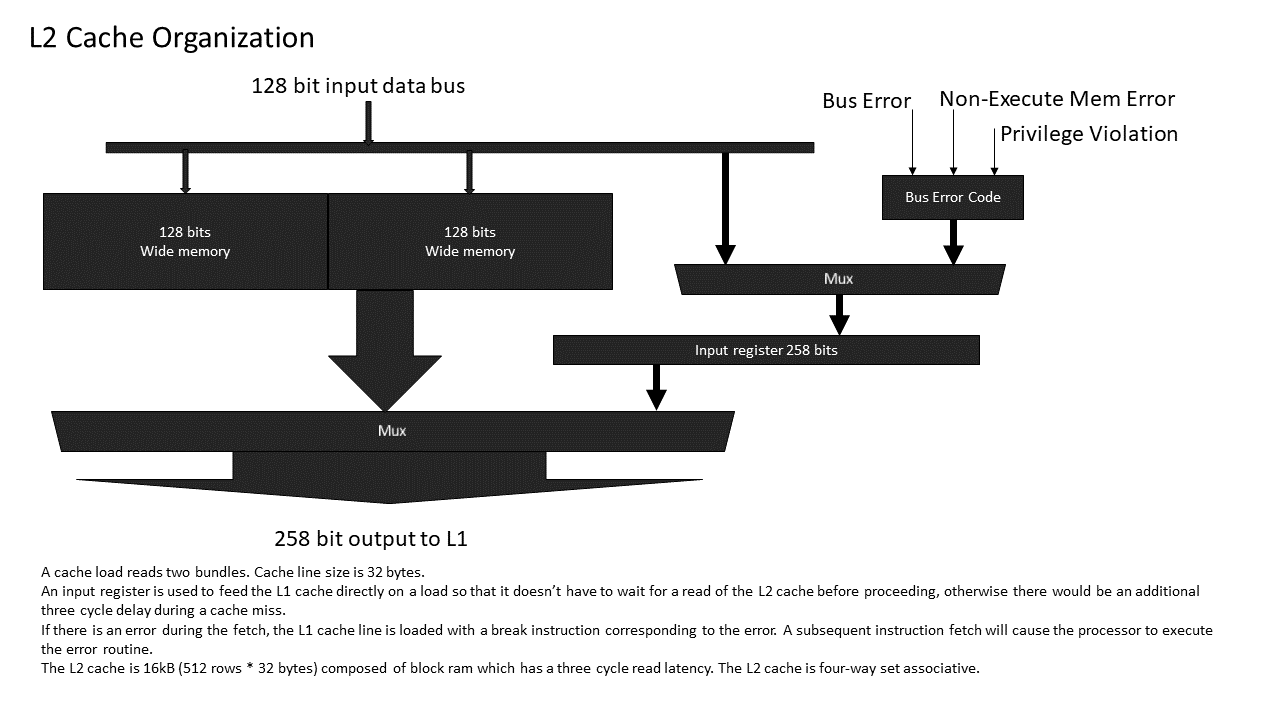 L2 Cache Organization
128 bit input data bus
Bus Error
Non-Execute Mem Error
Privilege Violation
Bus Error Code
128 bits
Wide memory
128 bits
Wide memory
Mux
Input register 258 bits
Mux
258 bit output to L1
A cache load reads two bundles. Cache line size is 32 bytes.
An input register is used to feed the L1 cache directly on a load so that it doesn’t have to wait for a read of the L2 cache before proceeding, otherwise there would be an additional
three cycle delay during a cache miss.
If there is an error during the fetch, the L1 cache line is loaded with a break instruction corresponding to the error. A subsequent instruction fetch will cause the processor to execute
the error routine.
The L2 cache is 16kB (512 rows * 32 bytes) composed of block ram which has a three cycle read latency. The L2 cache is four-way set associative.